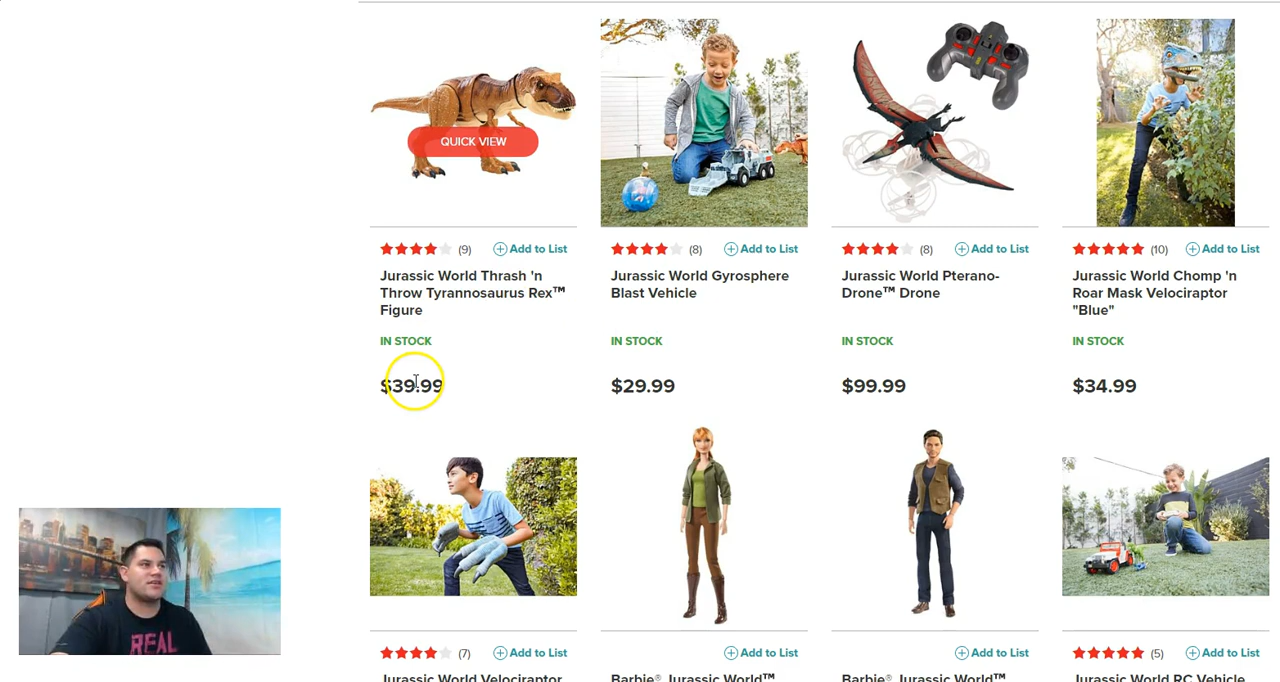 QUICK VIEW
(9) Add to List
(8) Add to List
(8) Add to List
(10) Add to List
Jurassic World Thrash 'n
Throw Tyrannosaurus Rex™
Figure
Jurassic World Gyrosphere
Blast Vehicle
Jurassic World Pterano-
Drone™ Drone
Jurassic World Chomp 'n
Roar Mask Velociraptor
"Blue"
IN STOCK
IN STOCK
IN STOCK
IN STOCK
$39.99
$29.99
$99.99
$34.99
(7) Add to List
Add to List
Add to List
(5) Add to List
Jurassic World Velociraptor
Barbie® Jurassic World™
Barbie® Jurassic World™
Jurassic World RC Vehicle
REAL